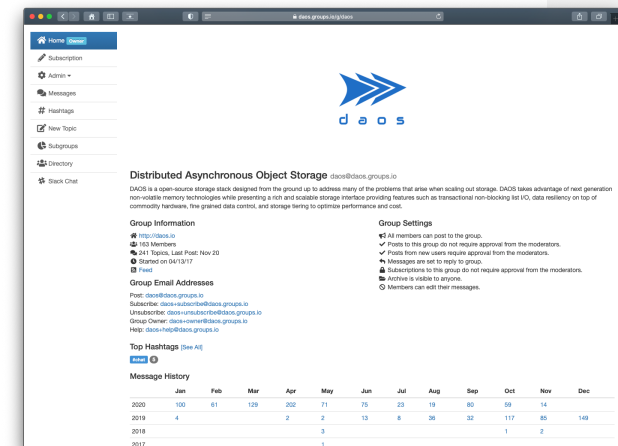 daos.groups.io/g/daos
Home Owner
Subscription
Admin
Messages
Hashtags
New Topic
Subgroups
Directory
Slack Chat
daos
Distributed Asynchronous Object Storage daos@daos.groups.io
DAOS is a open-source storage stack designed from the ground up to address many of the problems that arise when scaling out storage. DAOS takes advantage of next generation
non-volatile memory technologies while presenting a rich and scalable storage interface providing features such as transactional non-blocking list I/O, data resiliency on top of
commodity hardware, fine grained data control, and storage tiering to optimize performance and cost.
Group Information
http://daos.io
163 Members
241 Topics, Last Post: Nov 20
Started on 04/13/17
Feed
Group Email Addresses
Post: daos@daos.groups.io
Subscribe: daos+subscribe@daos.groups.io
Unsubscribe: daos+unsubscribe@daos.groups.io
Group Owner: daos+owner@daos.groups.io
Help: daos+help@daos.groups.io
Group Settings
All members can post to the group.
Posts to this group do not require approval from the moderators.
Posts from new users require approval from the moderators.
Messages are set to reply to group.
Subscriptions to this group do not require approval from the moderators.
Archive is visible to anyone.
Members can edit their messages.
Top Hashtags [See All]
Message History
Jan Feb Mar Apr May Jun Jul Aug Sep Oct Nov Dec
2020 100 61 129 202 71 75 23 19 80 59 14
2019 4 2 2 13 8 36 32 117 85 149
2018 3 1 2
2017 1